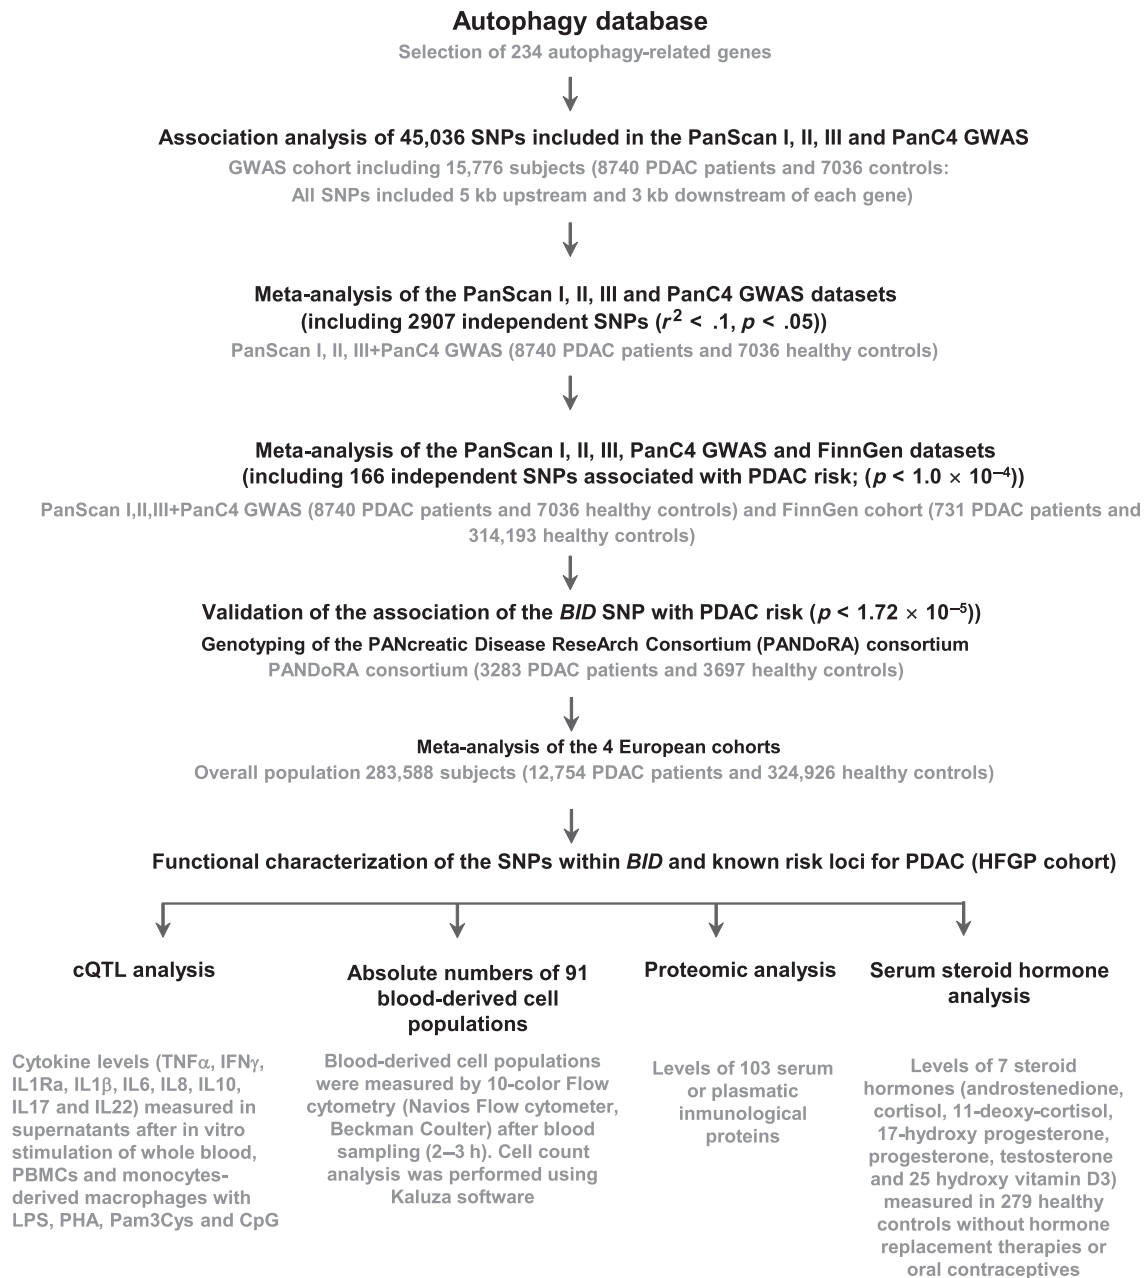 Autophagy database
Selection of 234 autophagy-related genes
Association analysis of 45,036 SNPs included in the PanScan I, II, III and PanC4 GWAS
GWAS cohort including 15,776 subjects (8740 PDAC patients and 7036 controls:
All SNPs included 5 kb upstream and 3 kb downstream of each gene)
Meta-analysis of the PanScan I, II, III and PanC4 GWAS datasets
(including 2907 independent SNPs (r² < .1, p < .05))
PanScan I, II, III+PanC4 GWAS (8740 PDAC patients and 7036 healthy controls)
Meta-analysis of the PanScan I, II, III, PanC4 GWAS and FinnGen datasets
(including 166 independent SNPs associated with PDAC risk; (p < 1.0 × 10⁻⁴))
PanScan I,II,III+PanC4 GWAS (8740 PDAC patients and 7036 healthy controls) and FinnGen cohort (731 PDAC patients and
314,193 healthy controls)
Validation of the association of the BID SNP with PDAC risk (p < 1.72 × 10⁻⁵))
Genotyping of the PANcreatic Disease ReseArch Consortium (PANDoRA) consortium
PANDoRA consortium (3283 PDAC patients and 3697 healthy controls)
Meta-analysis of the 4 European cohorts
Overall population 283,588 subjects (12,754 PDAC patients and 324,926 healthy controls)
Functional characterization of the SNPs within BID and known risk loci for PDAC (HFGP cohort)
cQTL analysis
Cytokine levels (TNFα, IFNγ,
IL1Ra, IL1β, IL6, IL8, IL10,
IL17 and IL22) measured in
supernatants after in vitro
stimulation of whole blood,
PBMCs and monocytes-
derived macrophages with
LPS, PHA, Pam3Cys and CpG
Absolute numbers of 91
blood-derived cell
populations
Blood-derived cell populations
were measured by 10-color Flow
cytometry (Navios Flow cytometer,
Beckman Coulter) after blood
sampling (2–3 h). Cell count
analysis was performed using
Kaluza software
Proteomic analysis
Levels of 103 serum
or plasmatic
inmunological
proteins
Serum steroid hormone
analysis
Levels of 7 steroid
hormones (androstenedione,
cortisol, 11-deoxy-cortisol,
17-hydroxy progesterone,
progesterone, testosterone
and 25 hydroxy vitamin D3)
measured in 279 healthy
controls without hormone
replacement therapies or
oral contraceptives